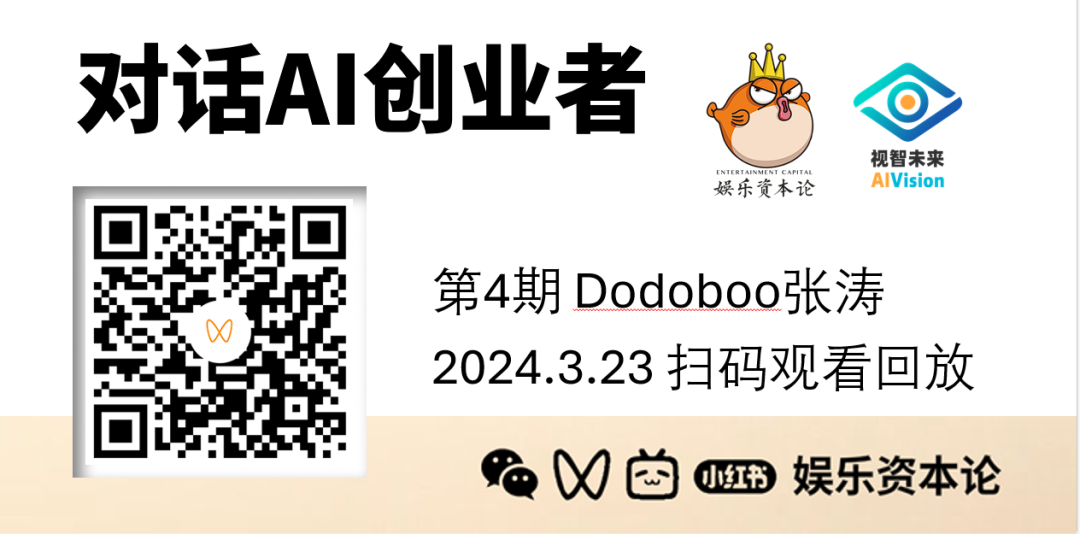 对话AI创业者
ENTERTAINMENT CAPITAL
娱乐资本论
视智未来
AIVision
第4期 Dodoboo张涛
2024.3.23 扫码观看回放
小红书 娱乐资本论